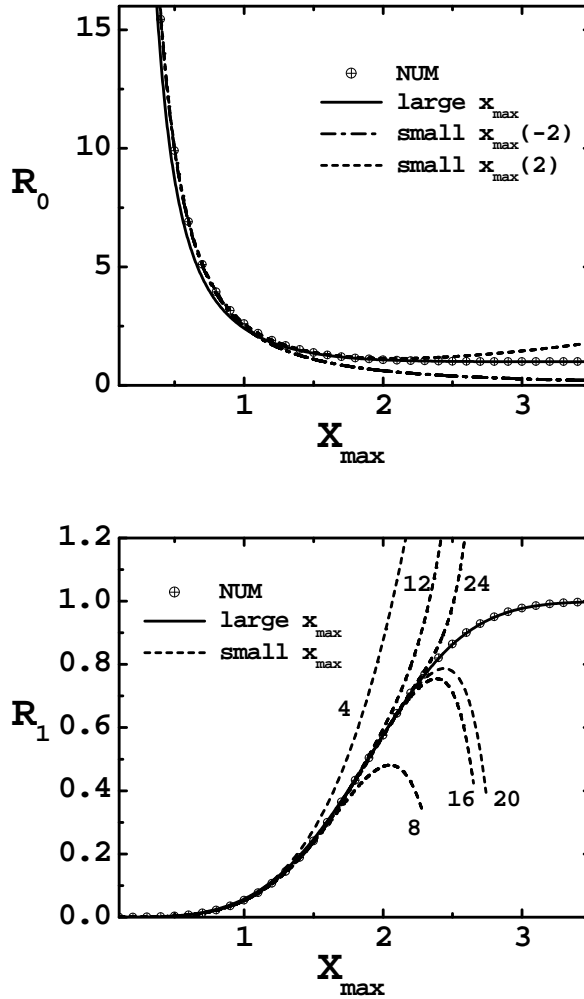 15
10
5
0
R0
NUM
large xmax
small xmax(-2)
small xmax(2)
1 2 3
Xmax
1.2
1.0
0.8
0.6
0.4
0.2
0.0
R1
NUM
large xmax
small xmax
4
12
24
8
16
20
1 2 3
Xmax